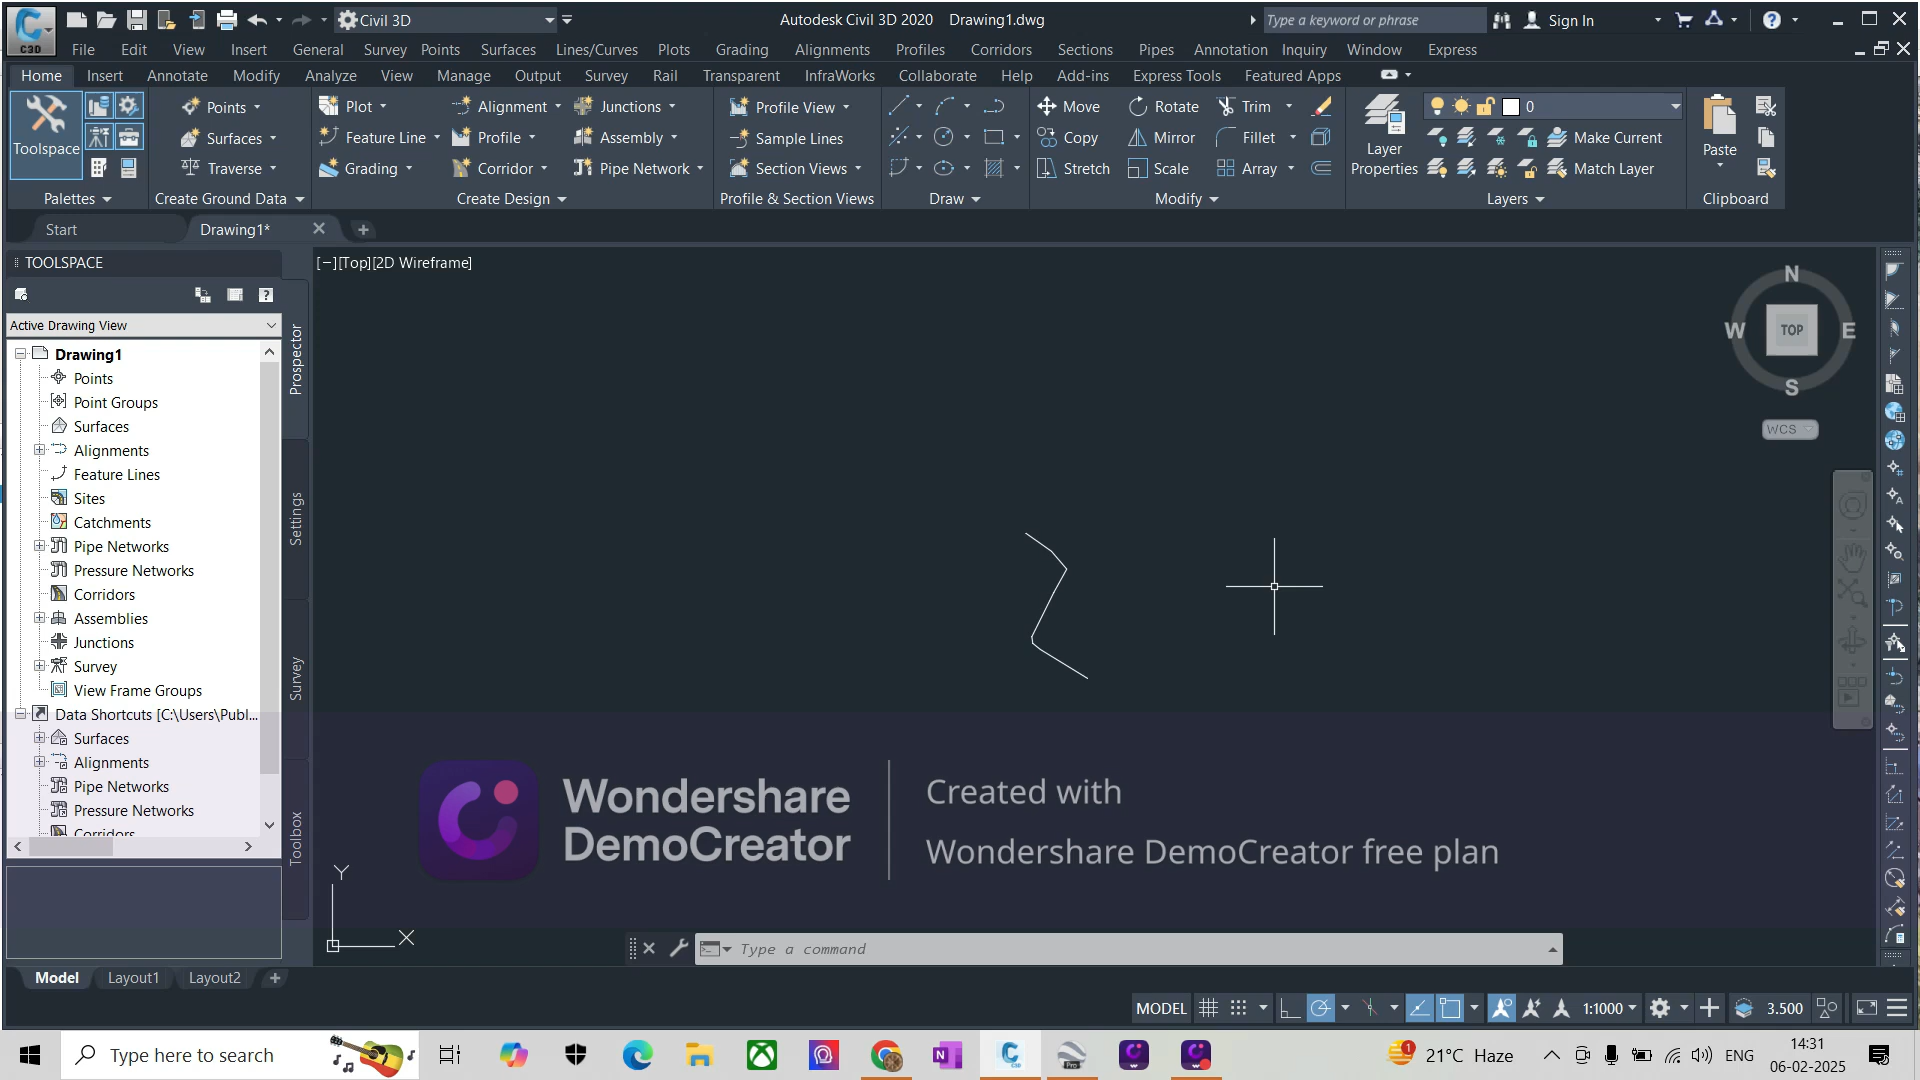 C3D
Civil 3D
Autodesk Civil 3D 2020 Drawing1.dwg
Type a keyword or phrase
Sign In
File Edit View Insert General Survey Points Surfaces Lines/Curves Plots Grading Alignments Profiles Corridors Sections Pipes Annotation Inquiry Window Express
Home Insert Annotate Modify Analyze View Manage Output Survey Rail Transparent InfraWorks Collaborate Help Add-ins Express Tools Featured Apps
Points Plot Alignment Junctions Profile View Move Rotate Trim 0
Toolspace Surfaces Feature Line Profile Assembly Sample Lines Copy Mirror Fillet Layer Properties Make Current Paste
Traverse Grading Corridor Pipe Network Section Views Stretch Scale Array Match Layer
Palettes Create Ground Data Create Design Profile & Section Views Draw Modify Layers Clipboard
Start Drawing1*
TOOLSPACE
[−][Top][2D Wireframe]
Active Drawing View
Drawing1
Points
Point Groups
Surfaces
Alignments
Feature Lines
Sites
Catchments
Pipe Networks
Pressure Networks
Corridors
Assemblies
Junctions
Survey
View Frame Groups
Data Shortcuts [C:\Users\Publ...
Surfaces
Alignments
Pipe Networks
Pressure Networks
Corridors
Prospector
Settings
Survey
Toolbox
N
W TOP E
S
WCS
Wondershare
DemoCreator
Created with
Wondershare DemoCreator free plan
Y
X
Type a command
Model Layout1 Layout2
MODEL 1:1000 3.500
Type here to search
21°C Haze
ENG
14:31
06-02-2025